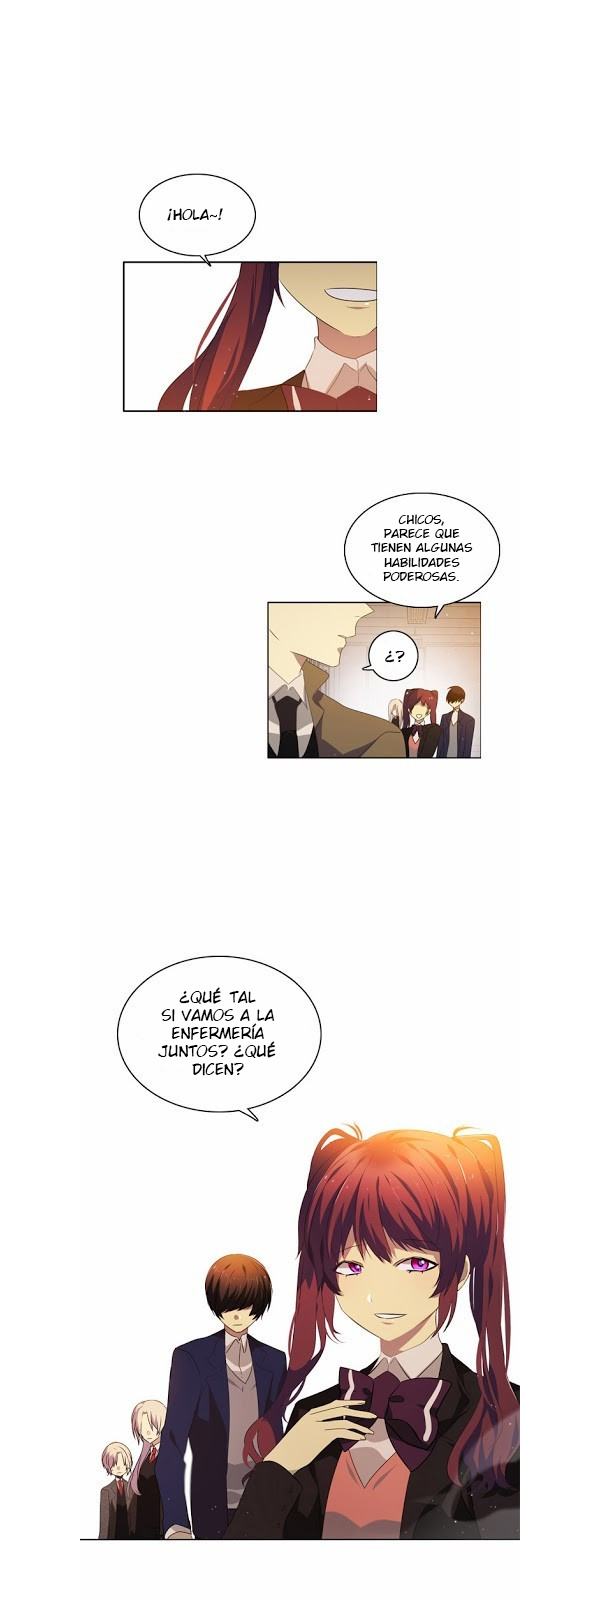 ¡HOLA~!
CHICOS,
PARECE QUE
TIENEN ALGUNAS
HABILIDADES
PODEROSAS.
¿?
¿QUÉ TAL
SI VAMOS A LA
ENFERMERÍA
JUNTOS? ¿QUÉ
DICEN?